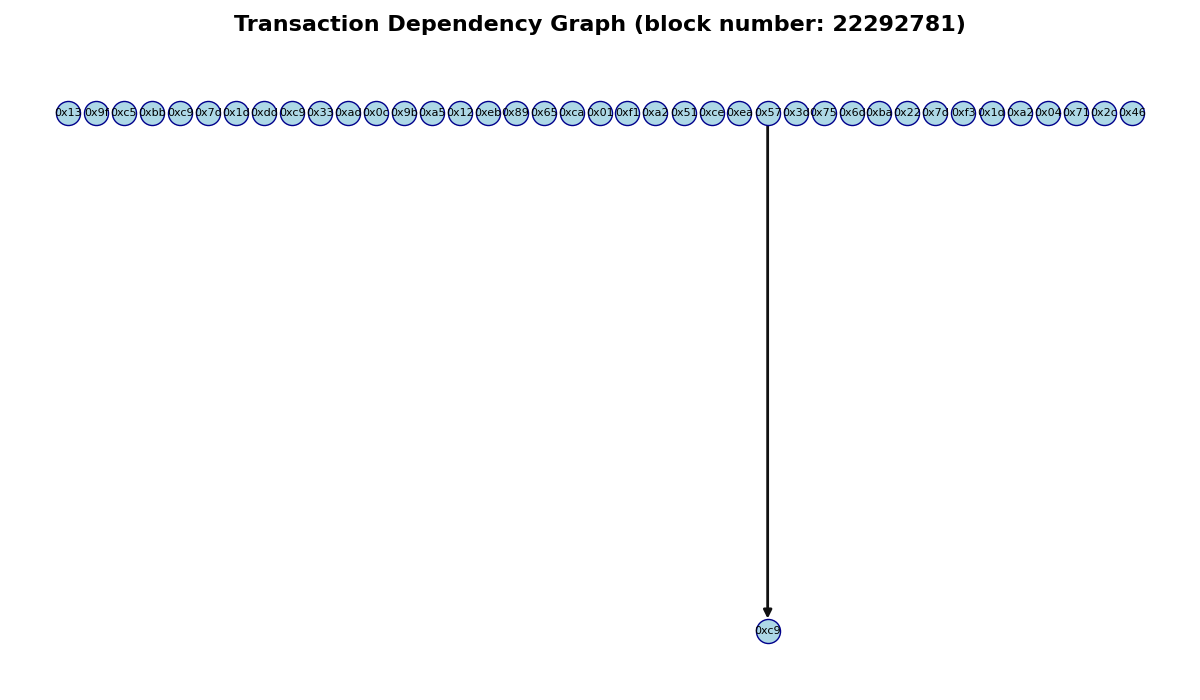 Transaction Dependency Graph (block number: 22292781)
0x13 0x9f 0xc5 0xbb 0xc9 0x7d 0x1d 0xdd 0xc9 0x33 0xad 0x0c 0x9b 0xa5 0x12 0xeb 0x89 0x65 0xca 0x01 0xf1 0xa2 0x51 0xce 0xea 0x57 0x3d 0x75 0x6d 0xba 0x22 0x7d 0xf3 0x1d 0xa2 0x04 0x71 0x2c 0x46
0xc9